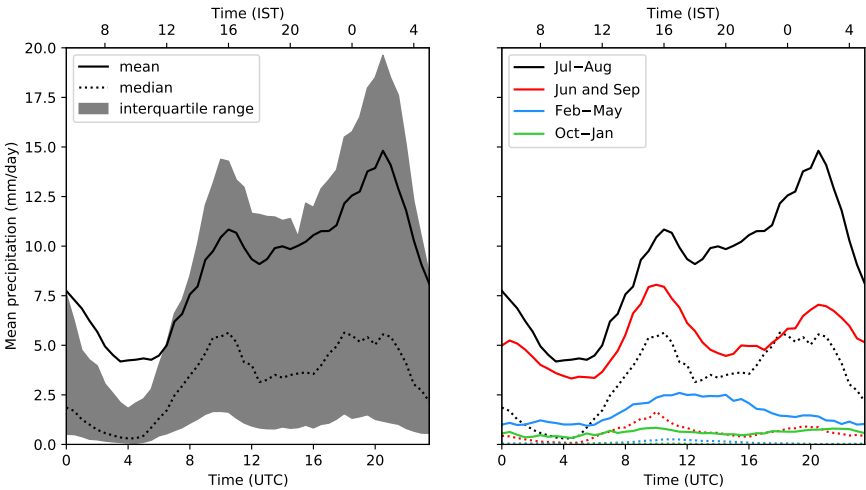 Time (IST)
8 12 16 20 0 4
20.0
17.5
15.0
12.5
10.0
7.5
5.0
2.5
0.0
Mean precipitation (mm/day)
mean
median
interquartile range
0 4 8 12 16 20
Time (UTC)
Time (IST)
8 12 16 20 0 4
Jul−Aug
Jun and Sep
Feb−May
Oct−Jan
0 4 8 12 16 20
Time (UTC)